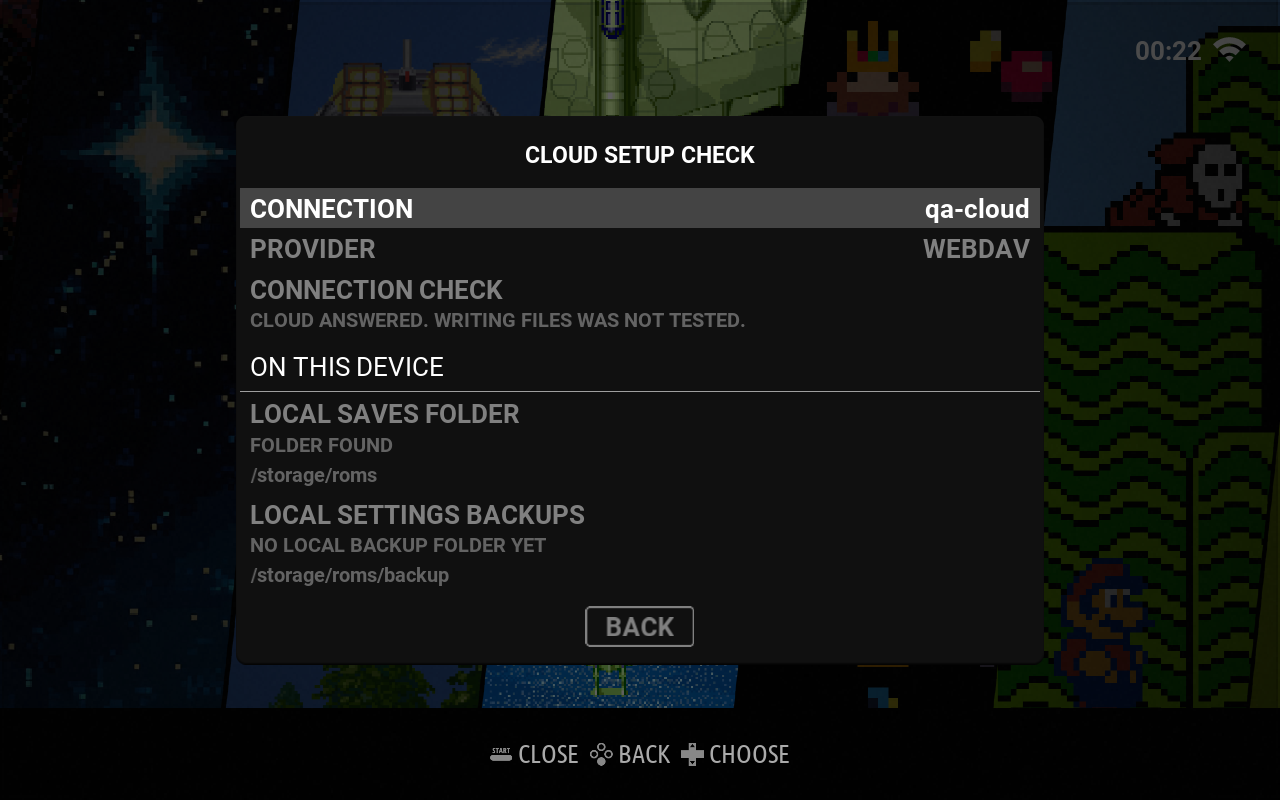 00:22
CLOUD SETUP CHECK
CONNECTION qa-cloud
PROVIDER WEBDAV
CONNECTION CHECK
CLOUD ANSWERED. WRITING FILES WAS NOT TESTED.
ON THIS DEVICE
LOCAL SAVES FOLDER
FOLDER FOUND
/storage/roms
LOCAL SETTINGS BACKUPS
NO LOCAL BACKUP FOLDER YET
/storage/roms/backup
BACK
START CLOSE BACK CHOOSE